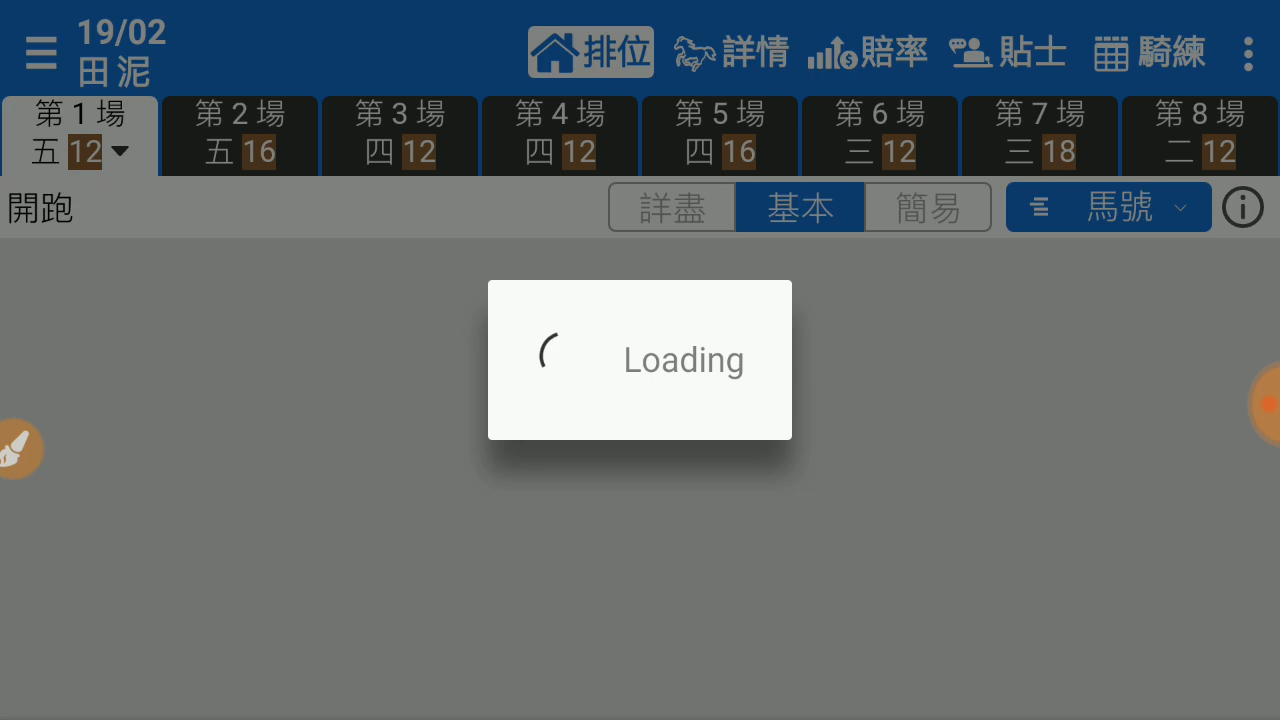 19/02
田 泥
排位
詳情
賠率
貼士
騎練
第 1 場
五 12
第 2 場
五 16
第 3 場
四 12
第 4 場
四 12
第 5 場
四 16
第 6 場
三 12
第 7 場
三 18
第 8 場
二 12
開跑
詳盡
基本
簡易
馬號
Loading